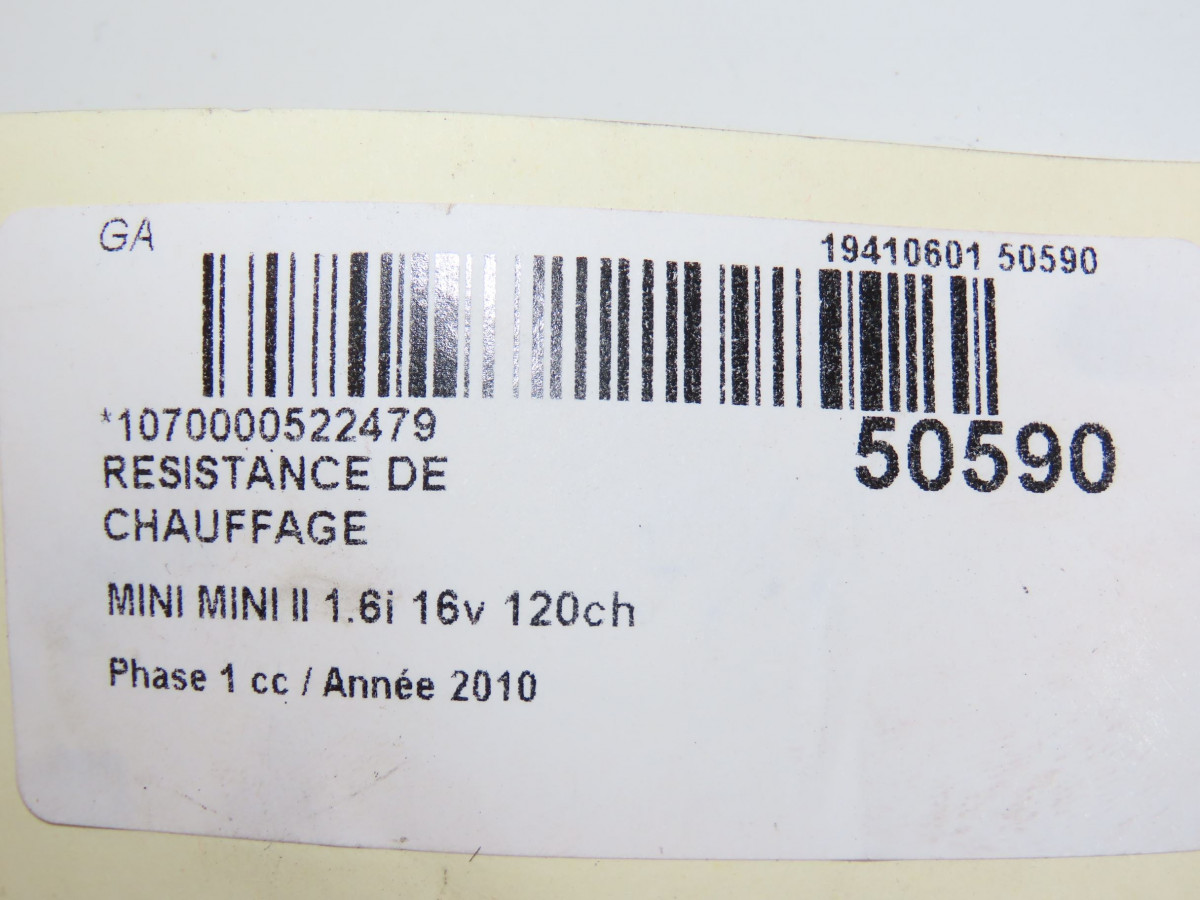 GA
19410601 50590
*1070000522479
50590
RESISTANCE DE
CHAUFFAGE
MINI MINI II 1.6i 16v 120ch
Phase 1 cc / Année 2010